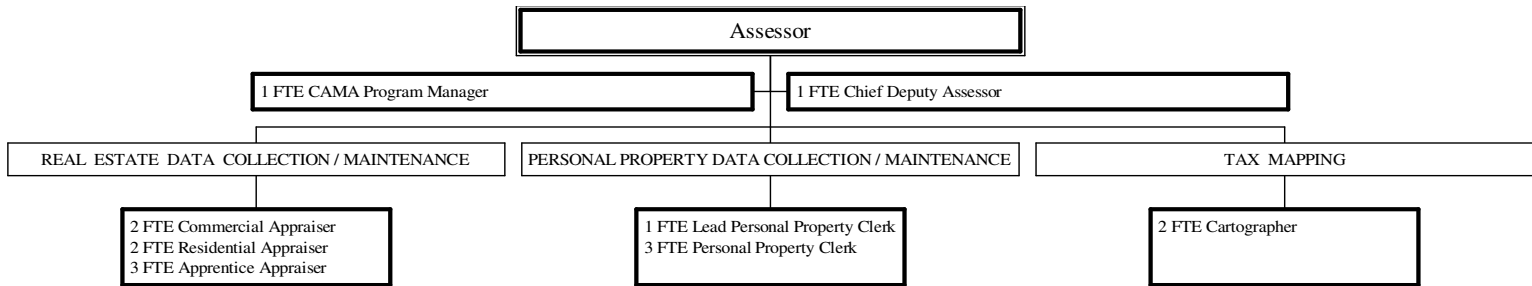 Assessor
1 FTE CAMA Program Manager
1 FTE Chief Deputy Assessor
REAL ESTATE DATA COLLECTION / MAINTENANCE
PERSONAL PROPERTY DATA COLLECTION / MAINTENANCE
TAX MAPPING
2 FTE Commercial Appraiser
2 FTE Residential Appraiser
3 FTE Apprentice Appraiser
1 FTE Lead Personal Property Clerk
3 FTE Personal Property Clerk
2 FTE Cartographer